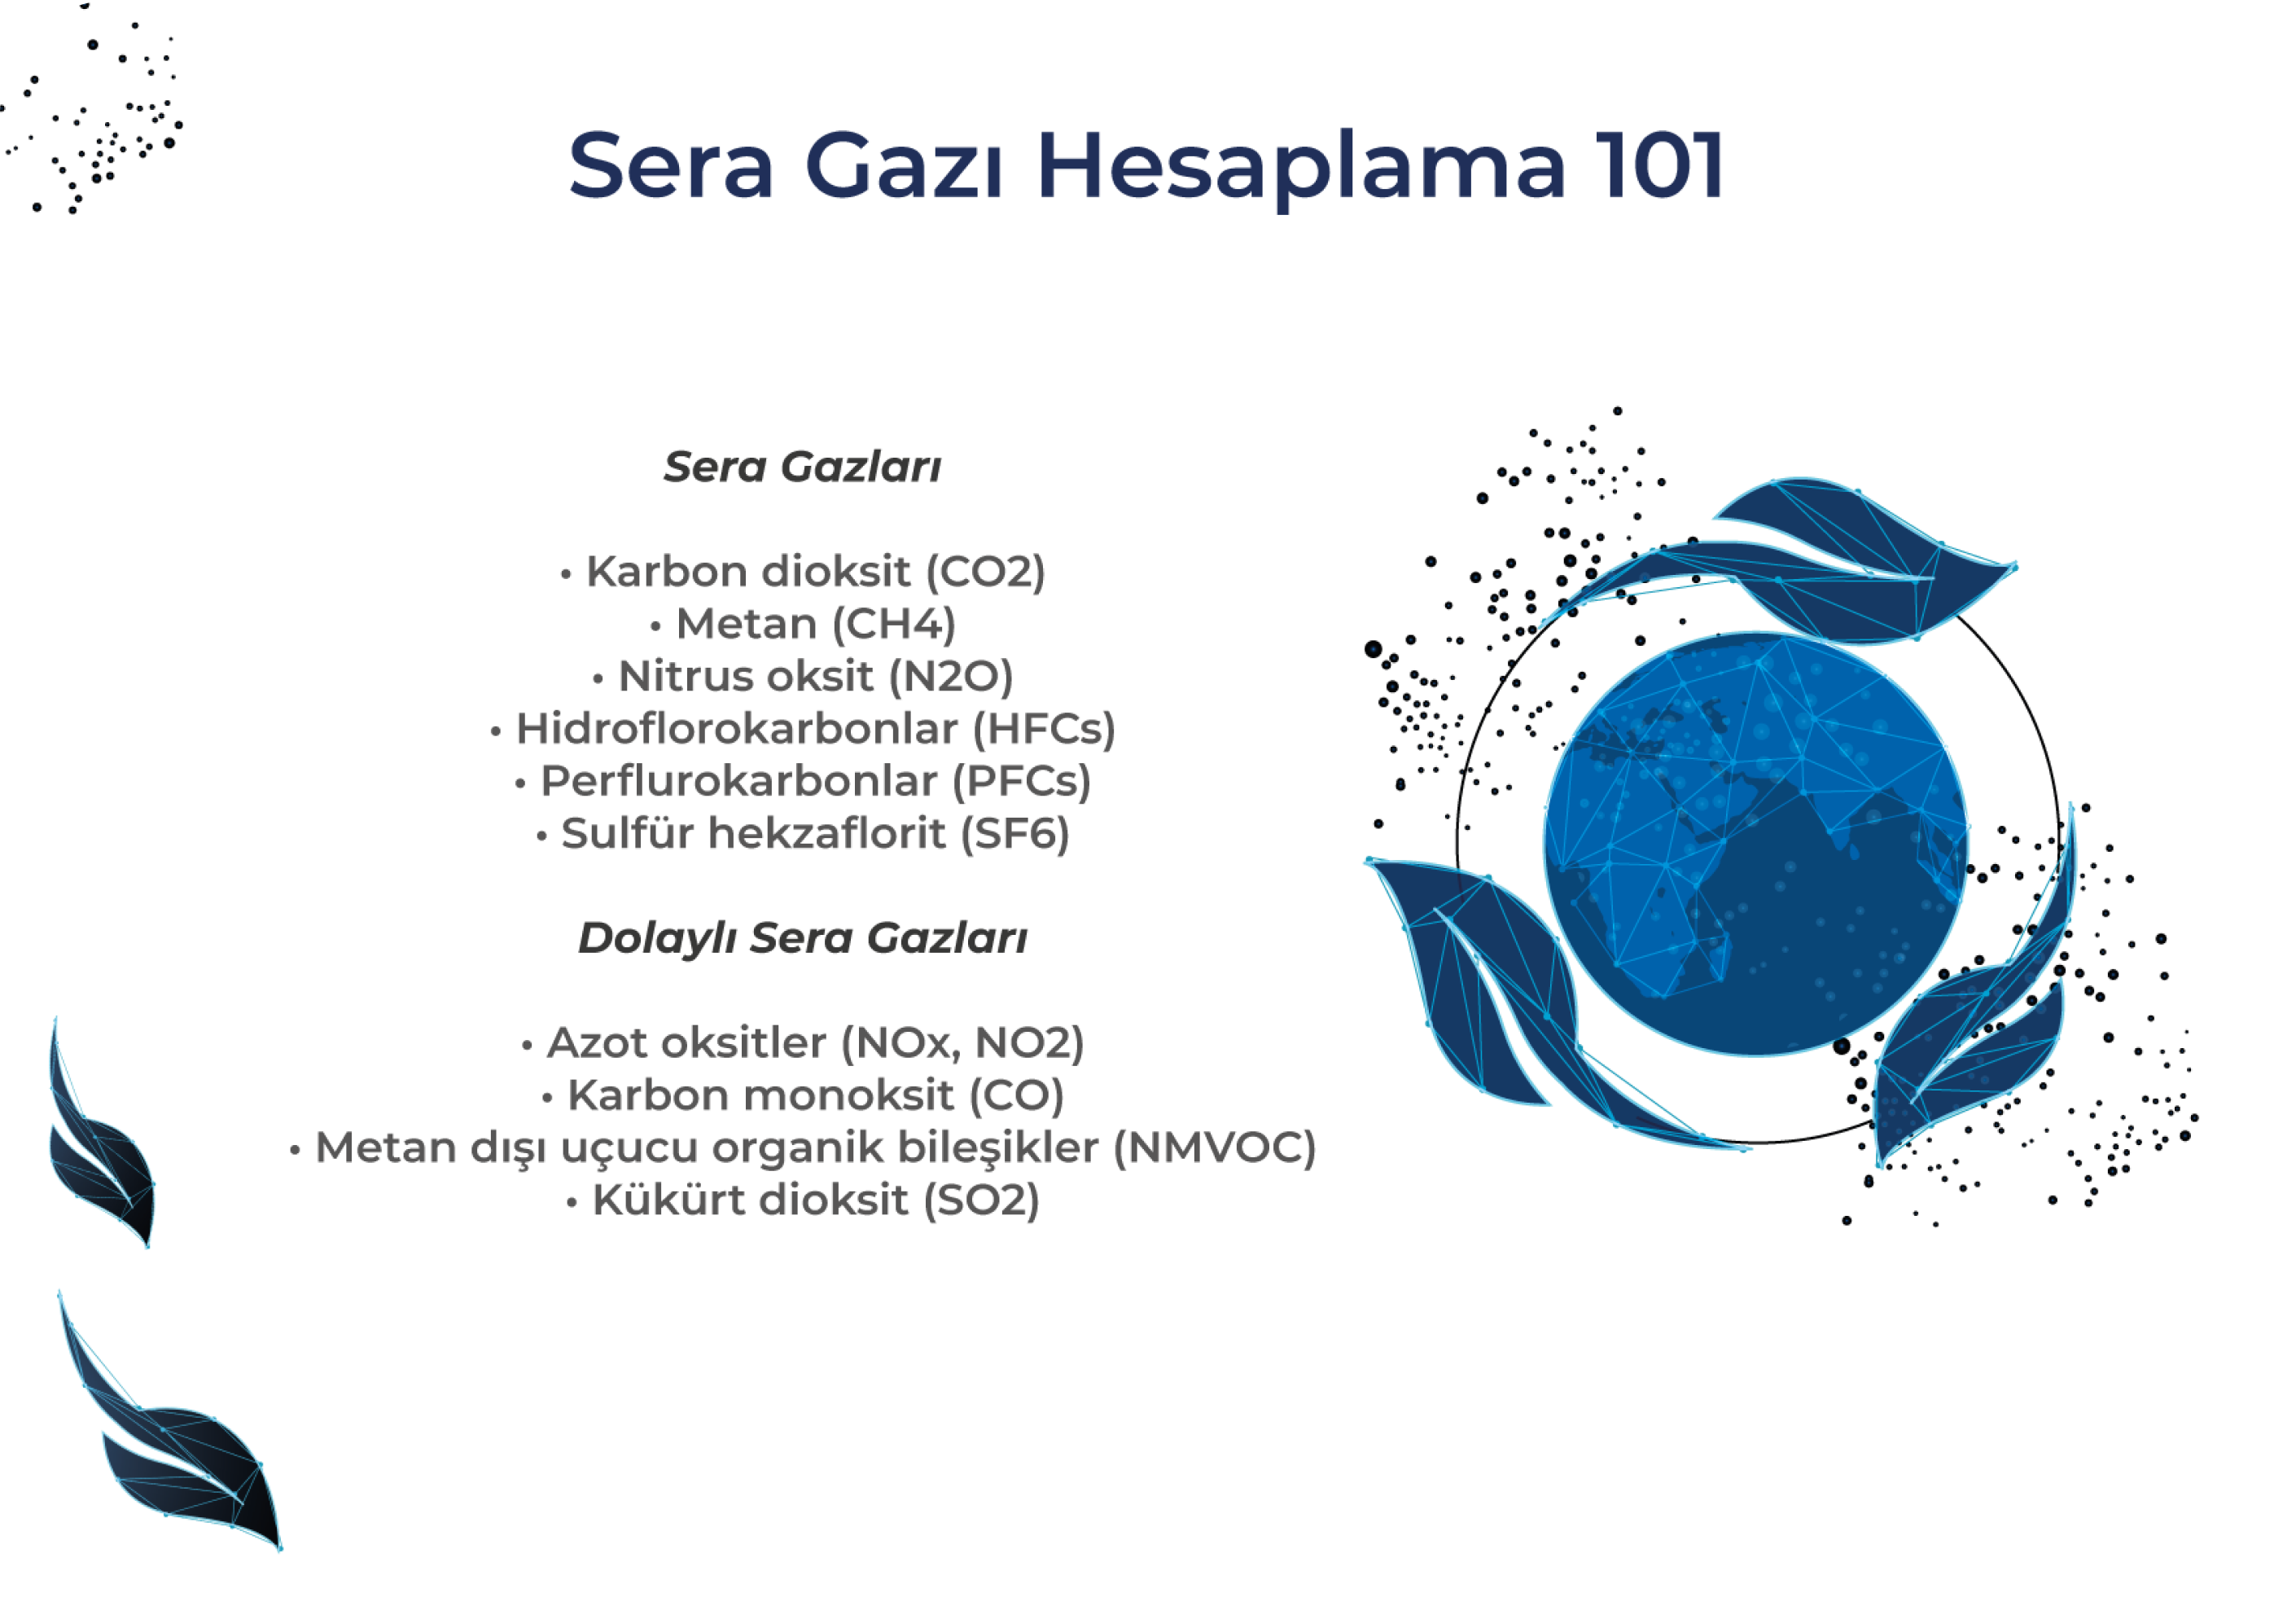 Sera Gazı Hesaplama 101
Sera Gazları
• Karbon dioksit (CO2)
• Metan (CH4)
• Nitrus oksit (N2O)
• Hidroflorokarbonlar (HFCs)
• Perflurokarbonlar (PFCs)
• Sulfür hekzaflorit (SF6)
Dolaylı Sera Gazları
• Azot oksitler (NOx, NO2)
• Karbon monoksit (CO)
• Metan dışı uçucu organik bileşikler (NMVOC)
• Kükürt dioksit (SO2)